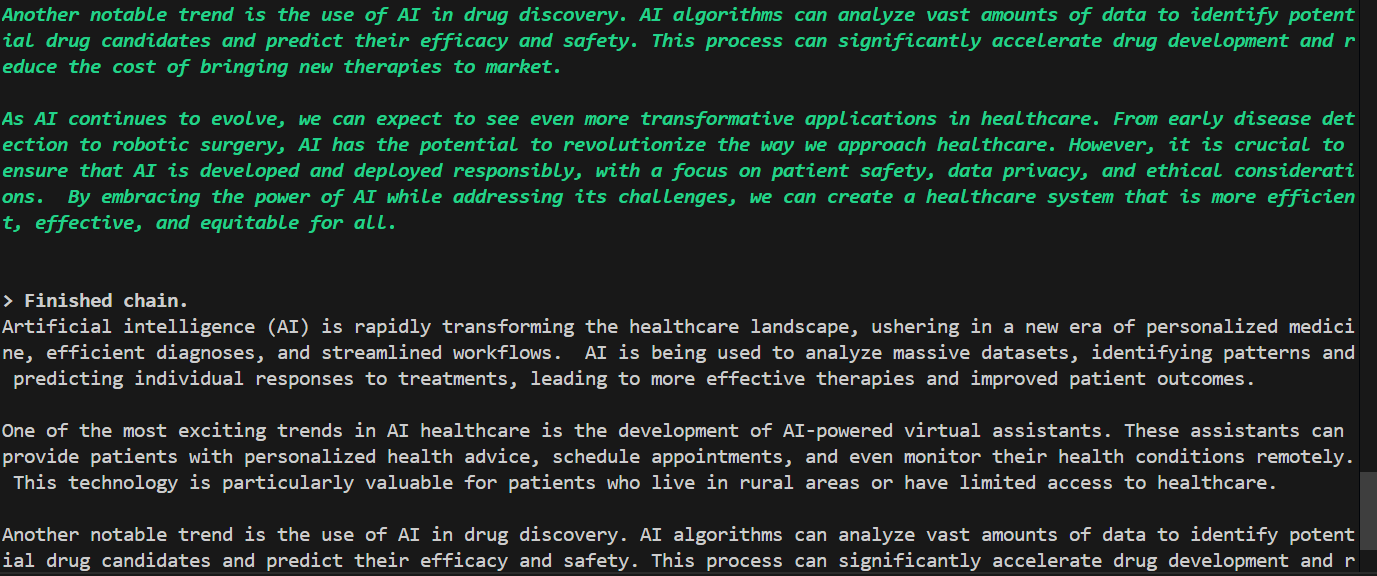 Another notable trend is the use of AI in drug discovery. AI algorithms can analyze vast amounts of data to identify potent
ial drug candidates and predict their efficacy and safety. This process can significantly accelerate drug development and r
educe the cost of bringing new therapies to market.
As AI continues to evolve, we can expect to see even more transformative applications in healthcare. From early disease det
ection to robotic surgery, AI has the potential to revolutionize the way we approach healthcare. However, it is crucial to
ensure that AI is developed and deployed responsibly, with a focus on patient safety, data privacy, and ethical considerati
ons.  By embracing the power of AI while addressing its challenges, we can create a healthcare system that is more efficien
t, effective, and equitable for all.
> Finished chain.
Artificial intelligence (AI) is rapidly transforming the healthcare landscape, ushering in a new era of personalized medici
ne, efficient diagnoses, and streamlined workflows.  AI is being used to analyze massive datasets, identifying patterns and
 predicting individual responses to treatments, leading to more effective therapies and improved patient outcomes.
One of the most exciting trends in AI healthcare is the development of AI-powered virtual assistants. These assistants can
provide patients with personalized health advice, schedule appointments, and even monitor their health conditions remotely.
 This technology is particularly valuable for patients who live in rural areas or have limited access to healthcare.
Another notable trend is the use of AI in drug discovery. AI algorithms can analyze vast amounts of data to identify potent
ial drug candidates and predict their efficacy and safety. This process can significantly accelerate drug development and r